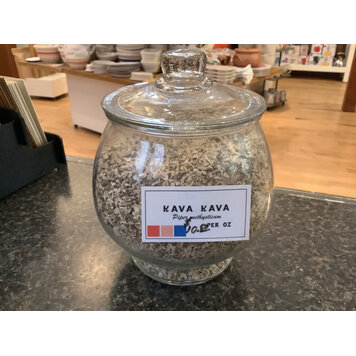 KAVA KAVA
Piper methysticum
PER OZ